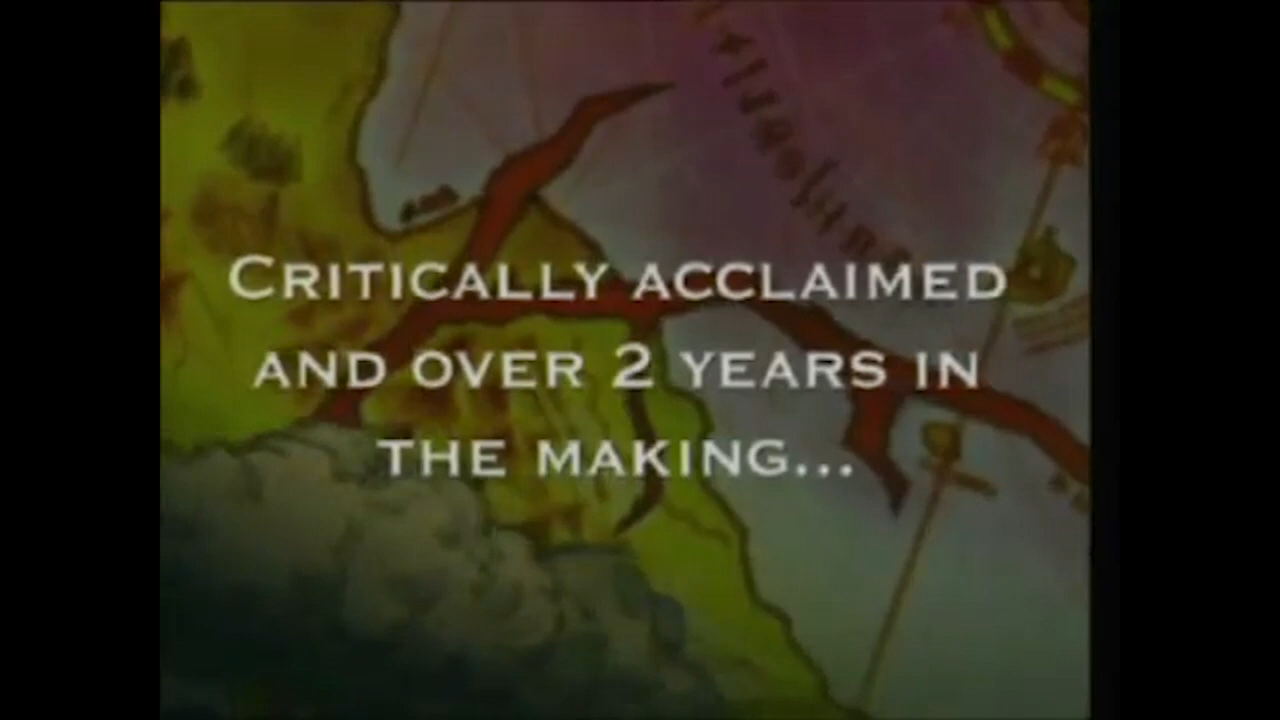 Critically acclaimed
and over 2 years in
the making...